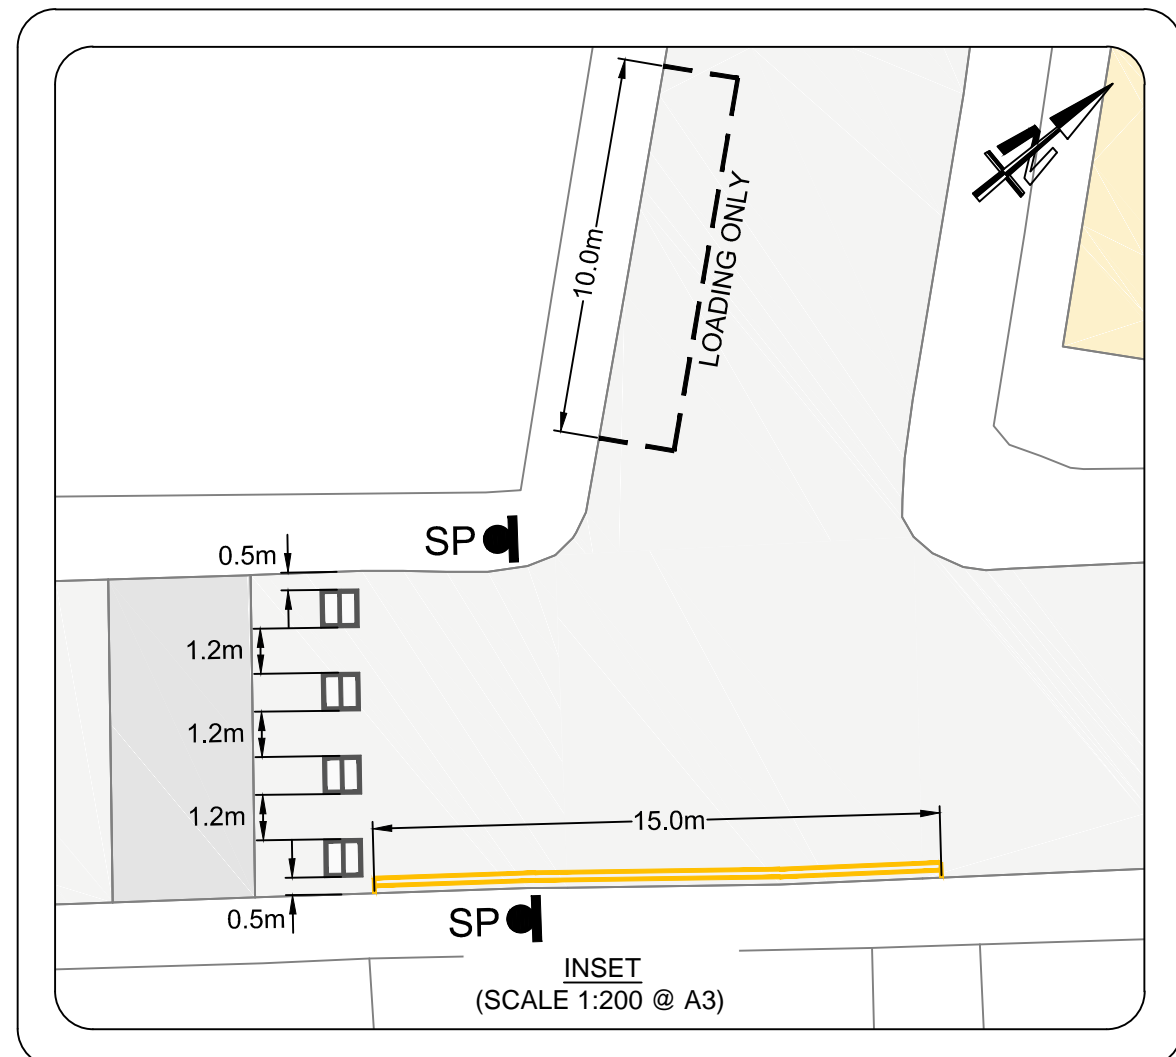 10.0m
LOADING ONLY
N
SP
0.5m
1.2m
1.2m
1.2m
15.0m
0.5m
SP
INSET
(SCALE 1:200 @ A3)